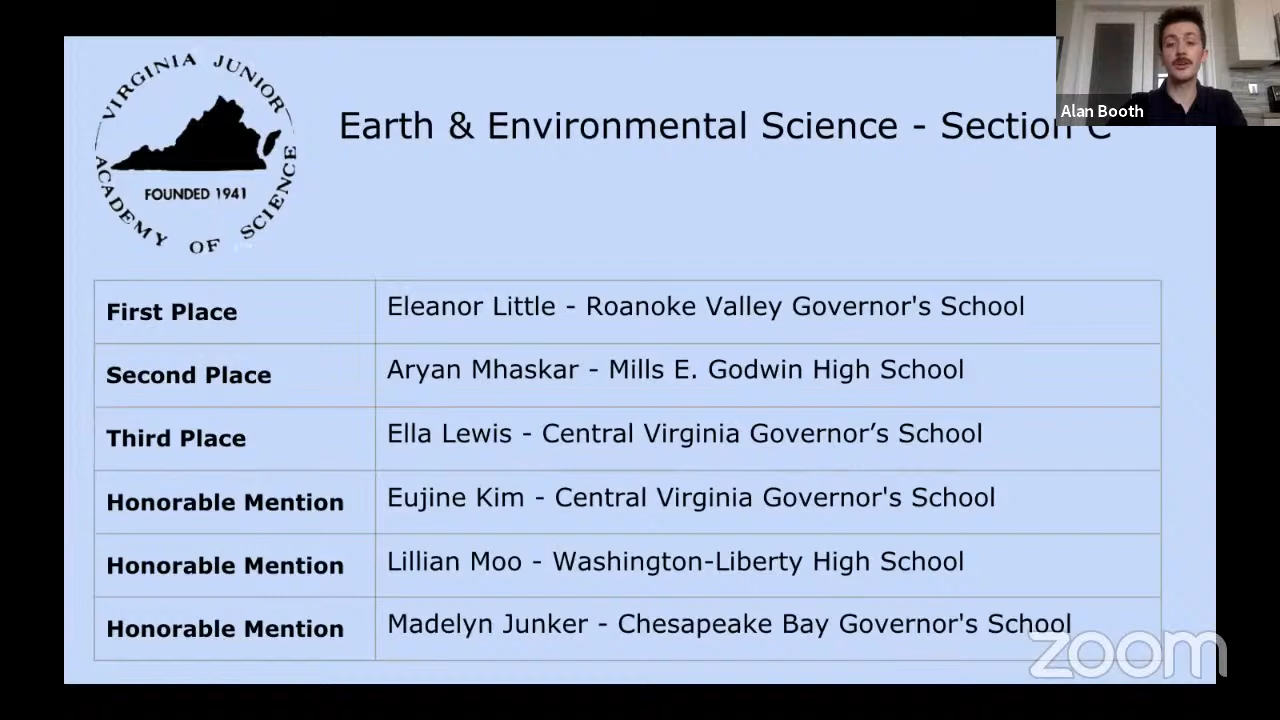 VIRGINIA JUNIOR
ACADEMY OF SCIENCE
FOUNDED 1941
Earth & Environmental Science - Section C
Alan Booth
First Place Eleanor Little - Roanoke Valley Governor's School
Second Place Aryan Mhaskar - Mills E. Godwin High School
Third Place Ella Lewis - Central Virginia Governor’s School
Honorable Mention Eujine Kim - Central Virginia Governor's School
Honorable Mention Lillian Moo - Washington-Liberty High School
Honorable Mention Madelyn Junker - Chesapeake Bay Governor's School
zoom